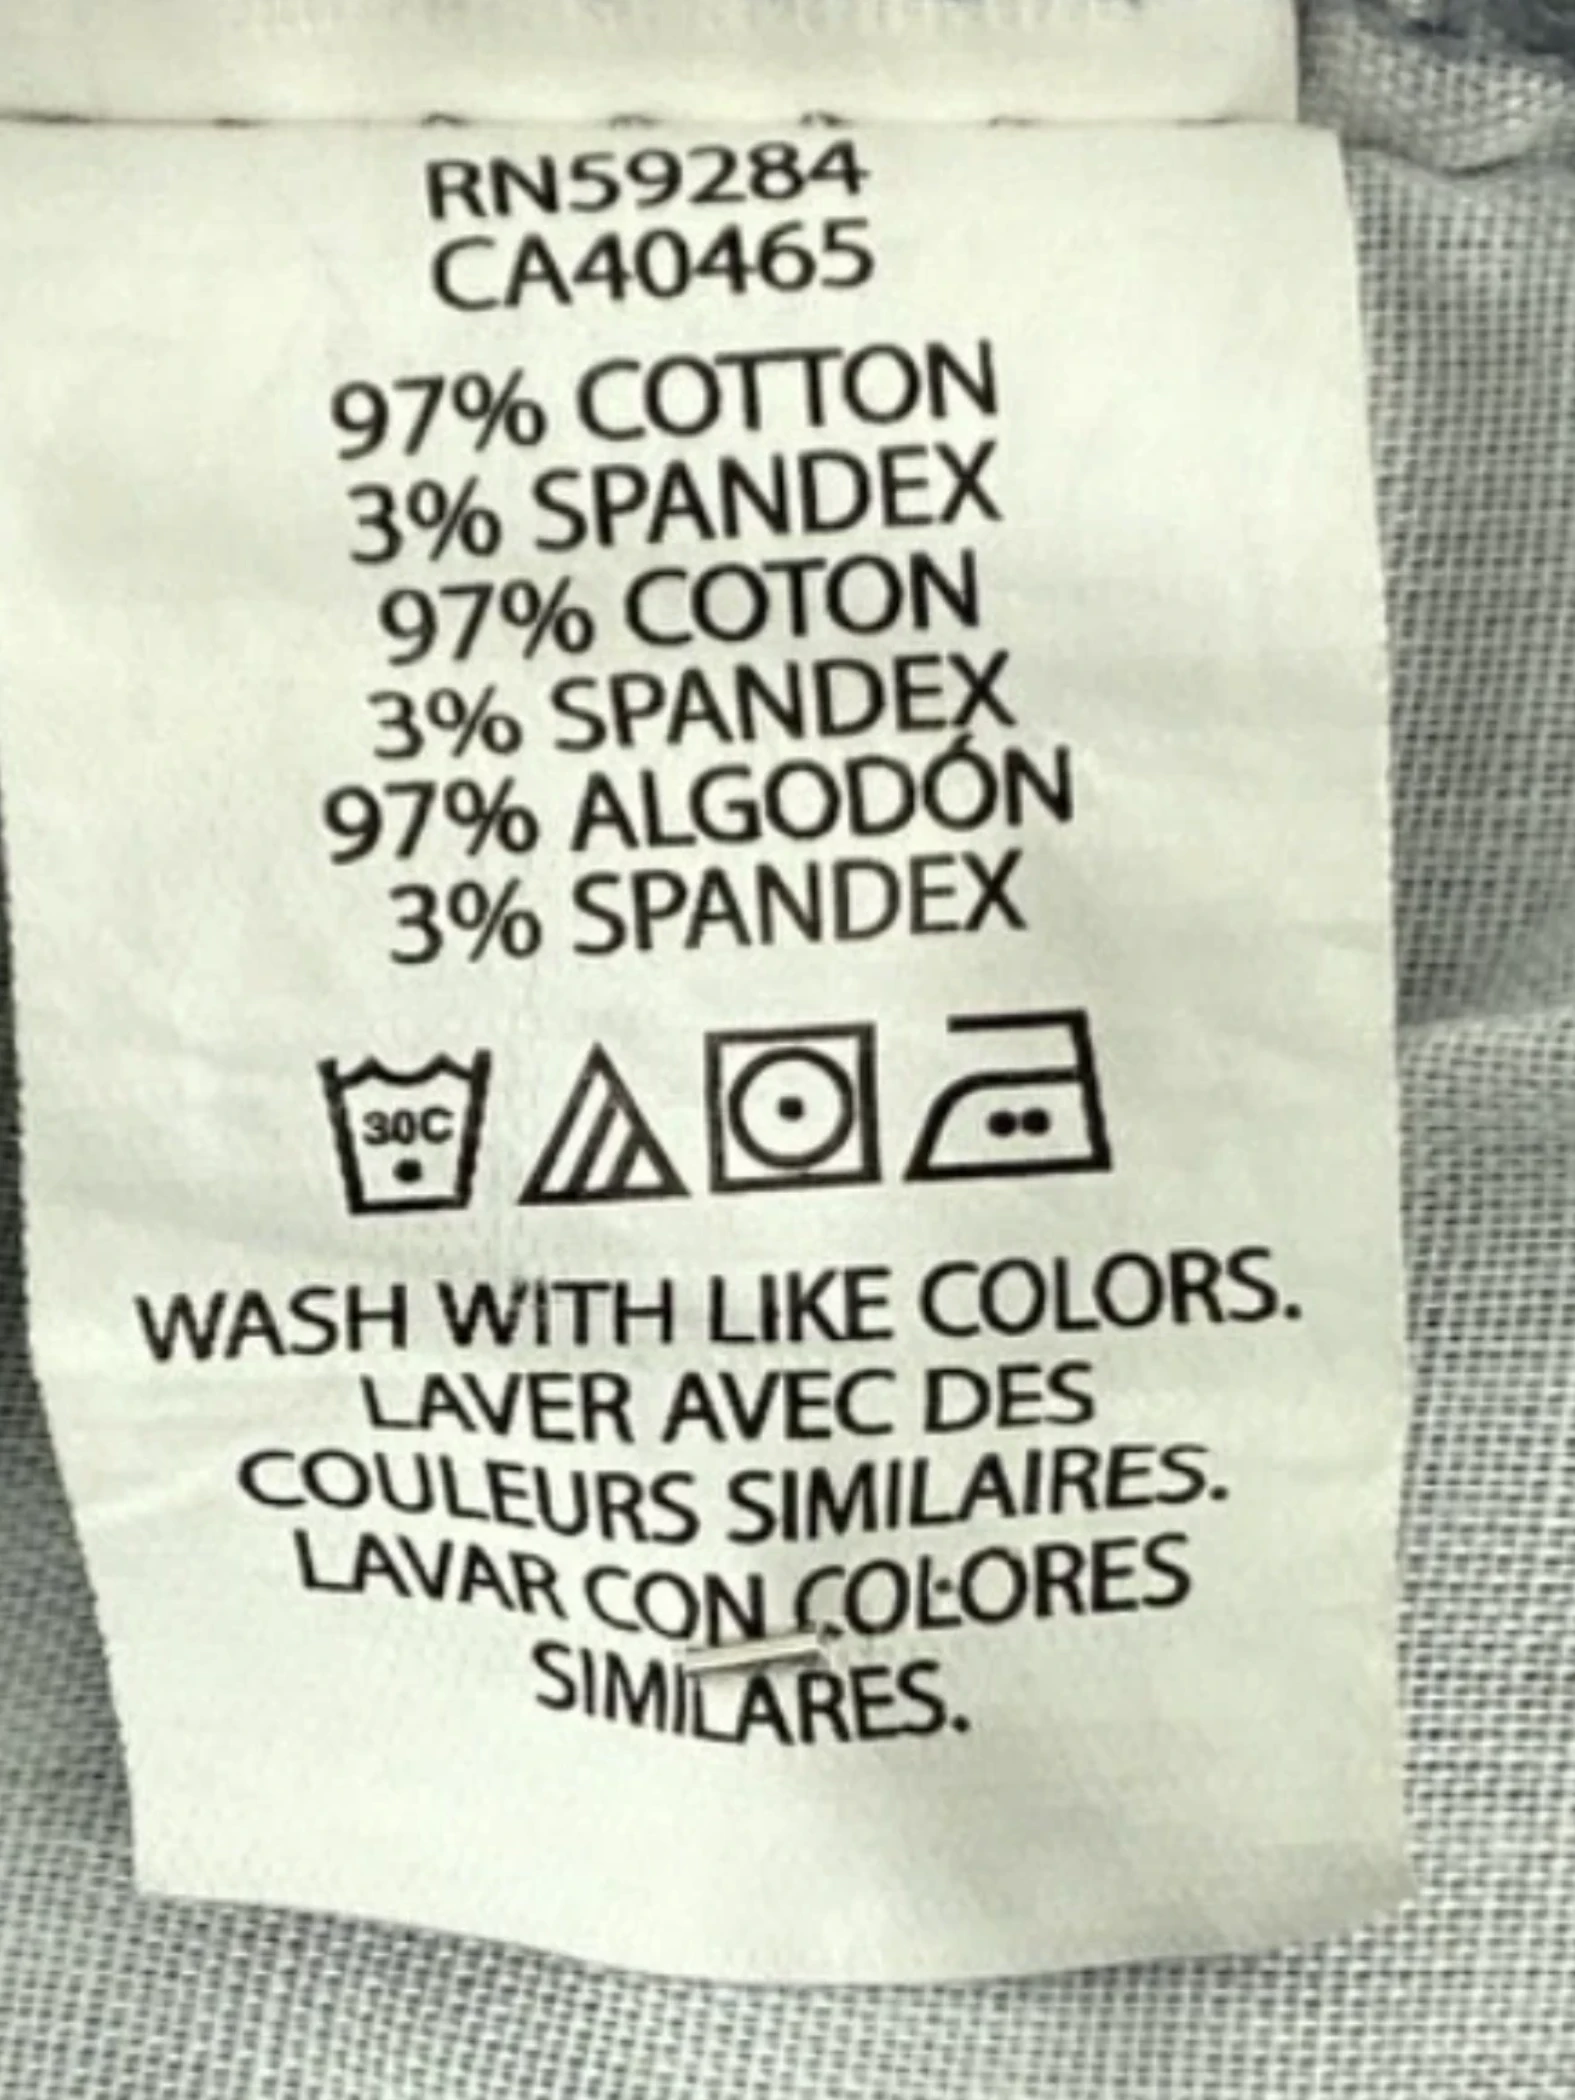 RN59284
CA40465
97% COTTON
3% SPANDEX
97% COTON
3% SPANDEX
97% ALGODÓN
3% SPANDEX
30C
WASH WITH LIKE COLORS.
LAVER AVEC DES
COULEURS SIMILAIRES.
LAVAR CON COLORES
SIMILARES.